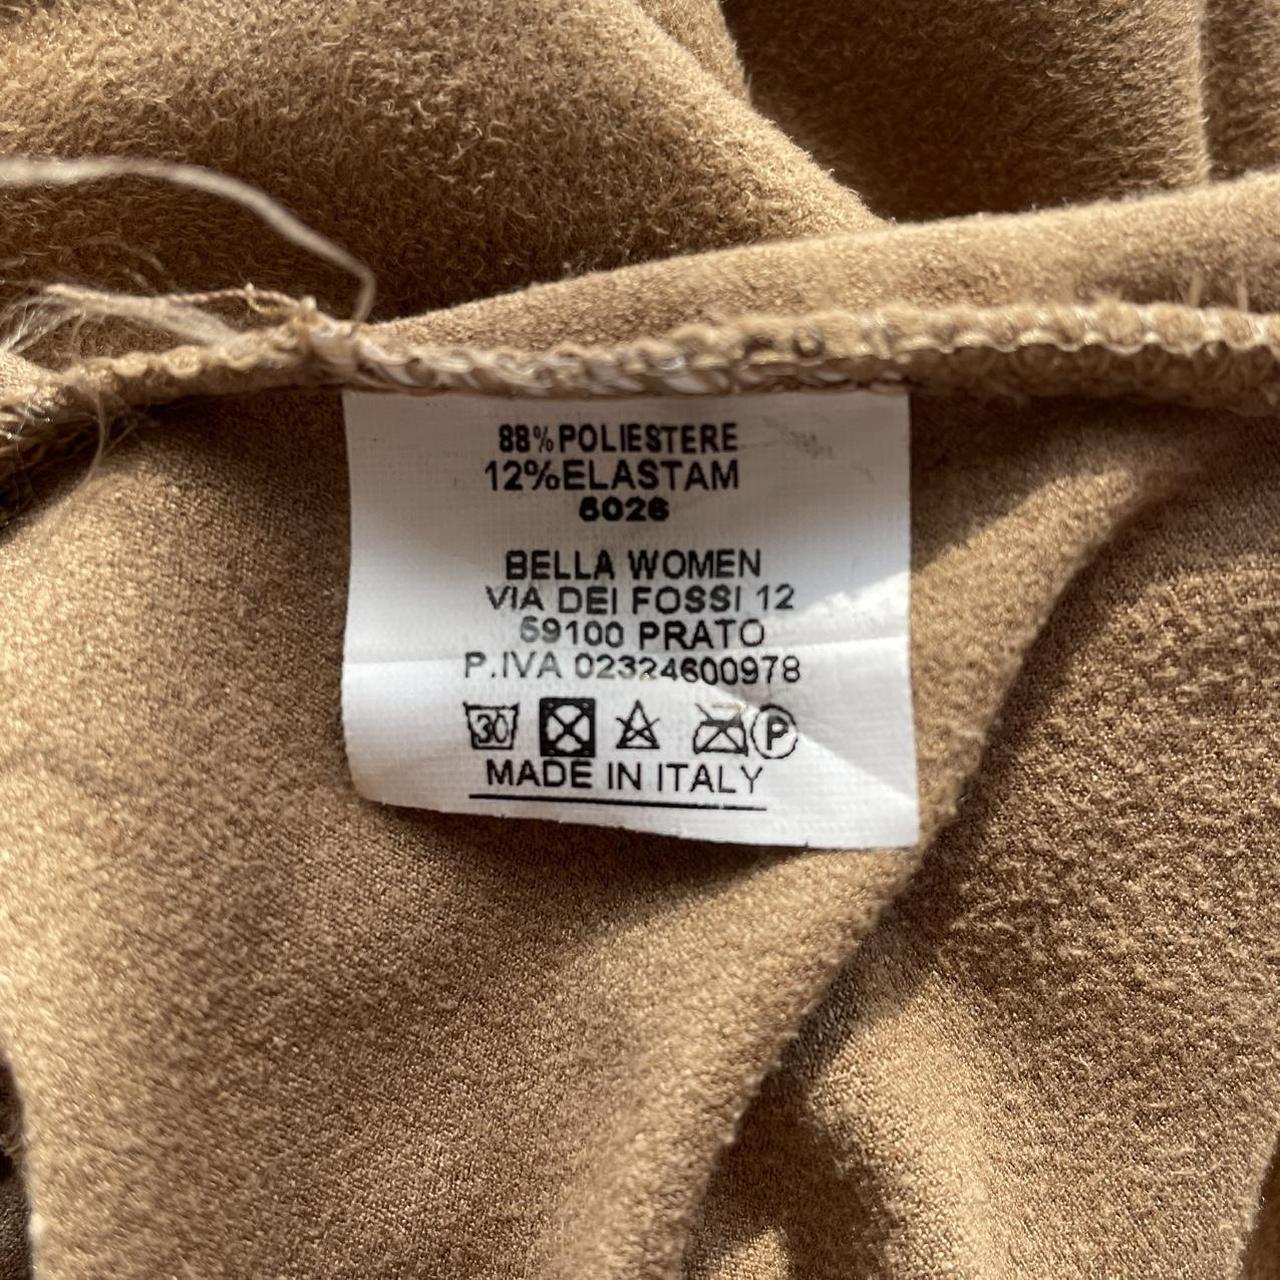 88%POLIESTERE
12%ELASTAM
6026
BELLA WOMEN
VIA DEI FOSSI 12
59100 PRATO
P.IVA 02324600978
30 P
MADE IN ITALY